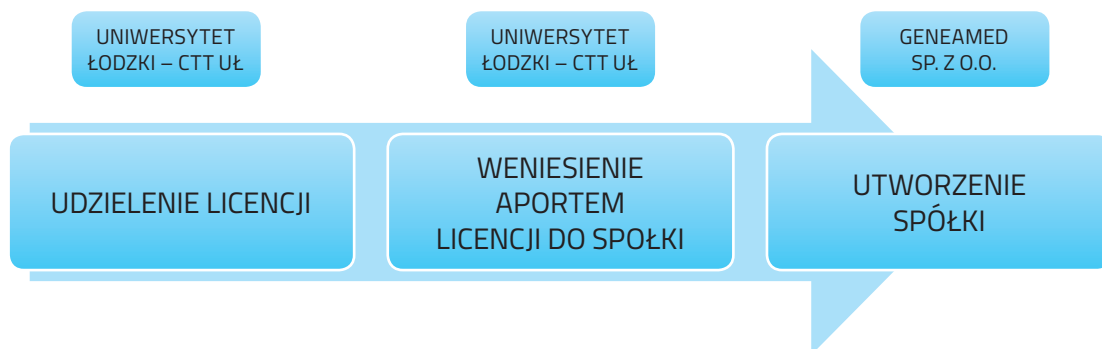 UNIWERSYTET
ŁODZKI – CTT UŁ
UNIWERSYTET
ŁODZKI – CTT UŁ
GENEAMED
SP. Z O.O.
UDZIELENIE LICENCJI
WENIESIENIE
APORTEM
LICENCJI DO SPOŁKI
UTWORZENIE
SPÓŁKI